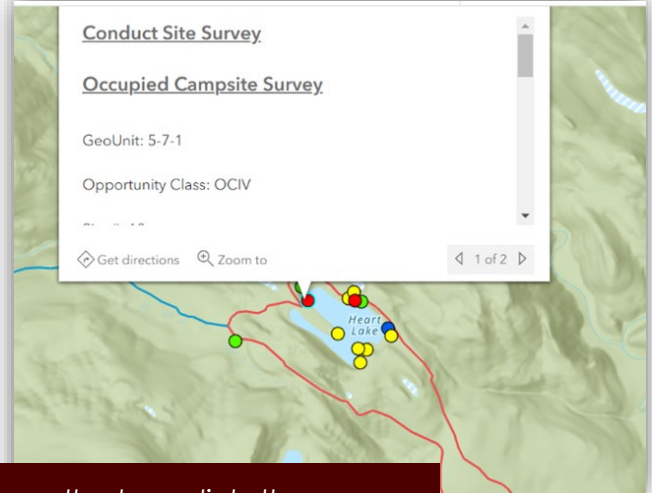 Conduct Site Survey
Occupied Campsite Survey
GeoUnit: 5-7-1
Opportunity Class: OCIV
Get directions
Zoom to
1 of 2
Heart
Lake